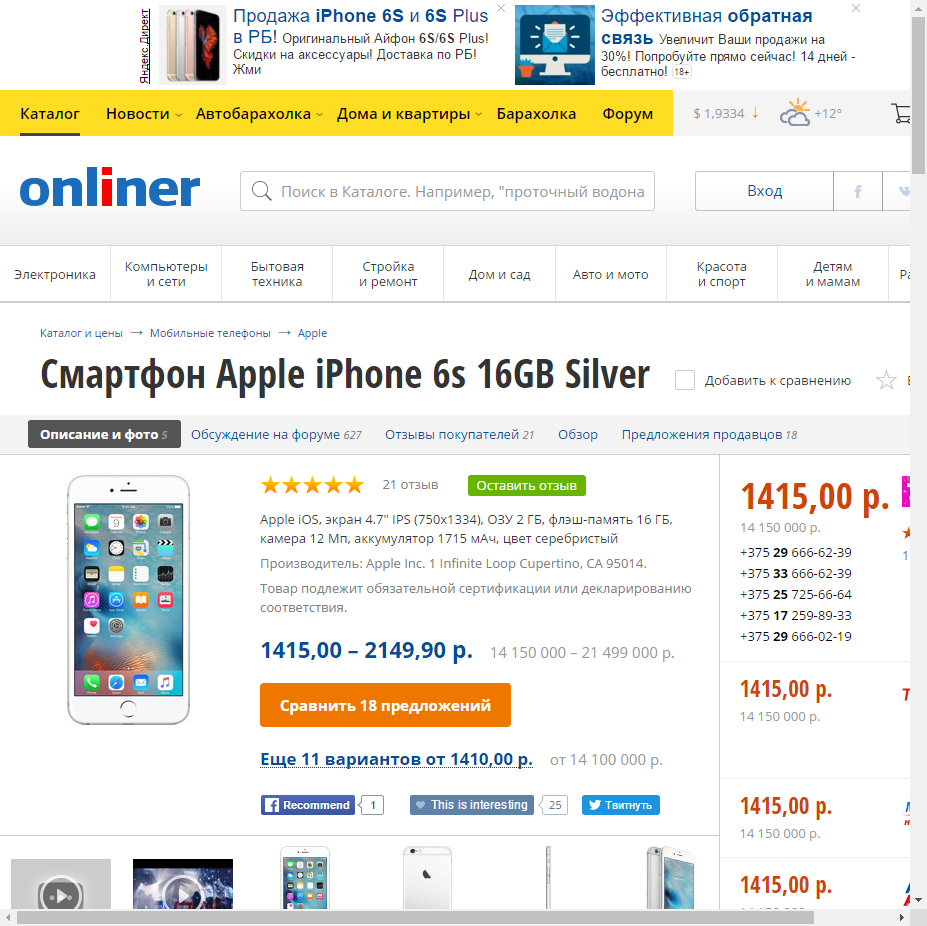 Яндекс.Директ
Продажа iPhone 6S и 6S Plus
в РБ! Оригинальный Айфон 6S/6S Plus!
Скидки на аксессуары! Доставка по РБ!
Жми
Эффективная обратная
связь Увеличит Ваши продажи на
30%! Попробуйте прямо сейчас! 14 дней -
бесплатно! 18+
Каталог Новости Автобарахолка Дома и квартиры Барахолка Форум $ 1,9334 ↓ +12°
onliner
Поиск в Каталоге. Например, "проточный водона
Вход
Электроника
Компьютеры
и сети
Бытовая
техника
Стройка
и ремонт
Дом и сад
Авто и мото
Красота
и спорт
Детям
и мамам
Каталог и цены → Мобильные телефоны → Apple
Смартфон Apple iPhone 6s 16GB Silver
Добавить к сравнению
Описание и фото 5 Обсуждение на форуме 627 Отзывы покупателей 21 Обзор Предложения продавцов 18
21 отзыв
Оставить отзыв
Apple iOS, экран 4.7" IPS (750x1334), ОЗУ 2 ГБ, флэш-память 16 ГБ,
камера 12 Мп, аккумулятор 1715 мАч, цвет серебристый
Производитель: Apple Inc. 1 Infinite Loop Cupertino, CA 95014.
Товар подлежит обязательной сертификации или декларированию
соответствия.
1415,00 – 2149,90 р. 14 150 000 – 21 499 000 р.
Сравнить 18 предложений
Еще 11 вариантов от 1410,00 р. от 14 100 000 р.
Recommend 1 This is interesting 25 Твитнуть
1415,00 р.
14 150 000 р.
+375 29 666-62-39
+375 33 666-62-39
+375 25 725-66-64
+375 17 259-89-33
+375 29 666-02-19
1415,00 р.
14 150 000 р.
1415,00 р.
14 150 000 р.
1415,00 р.